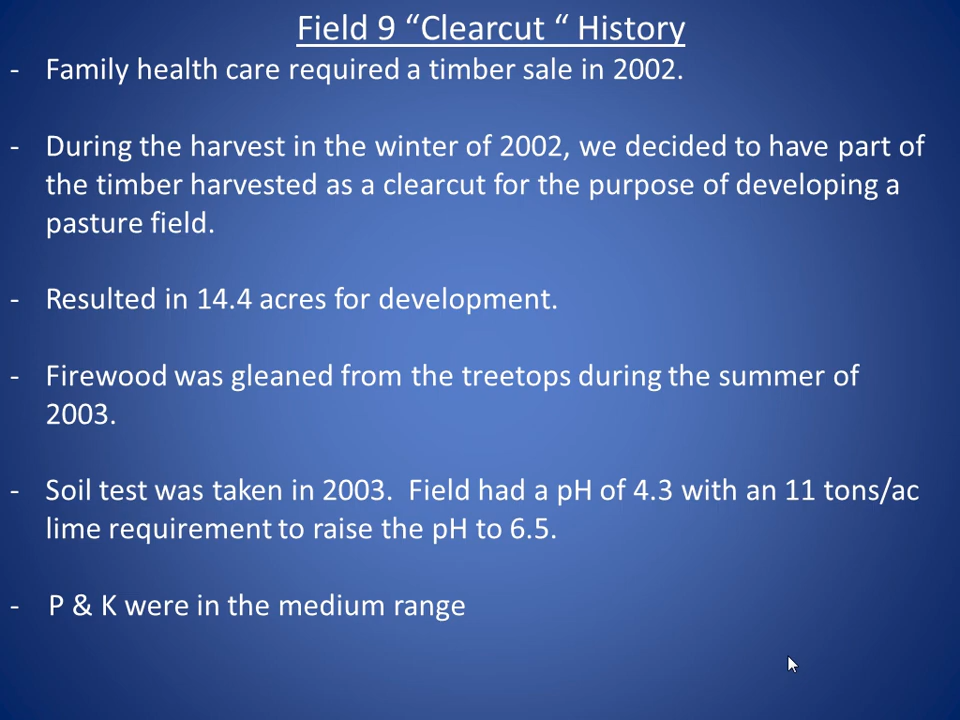 Field 9 “Clearcut “ History
- Family health care required a timber sale in 2002.
- During the harvest in the winter of 2002, we decided to have part of
the timber harvested as a clearcut for the purpose of developing a
pasture field.
- Resulted in 14.4 acres for development.
- Firewood was gleaned from the treetops during the summer of
2003.
- Soil test was taken in 2003.  Field had a pH of 4.3 with an 11 tons/ac
lime requirement to raise the pH to 6.5.
- P & K were in the medium range